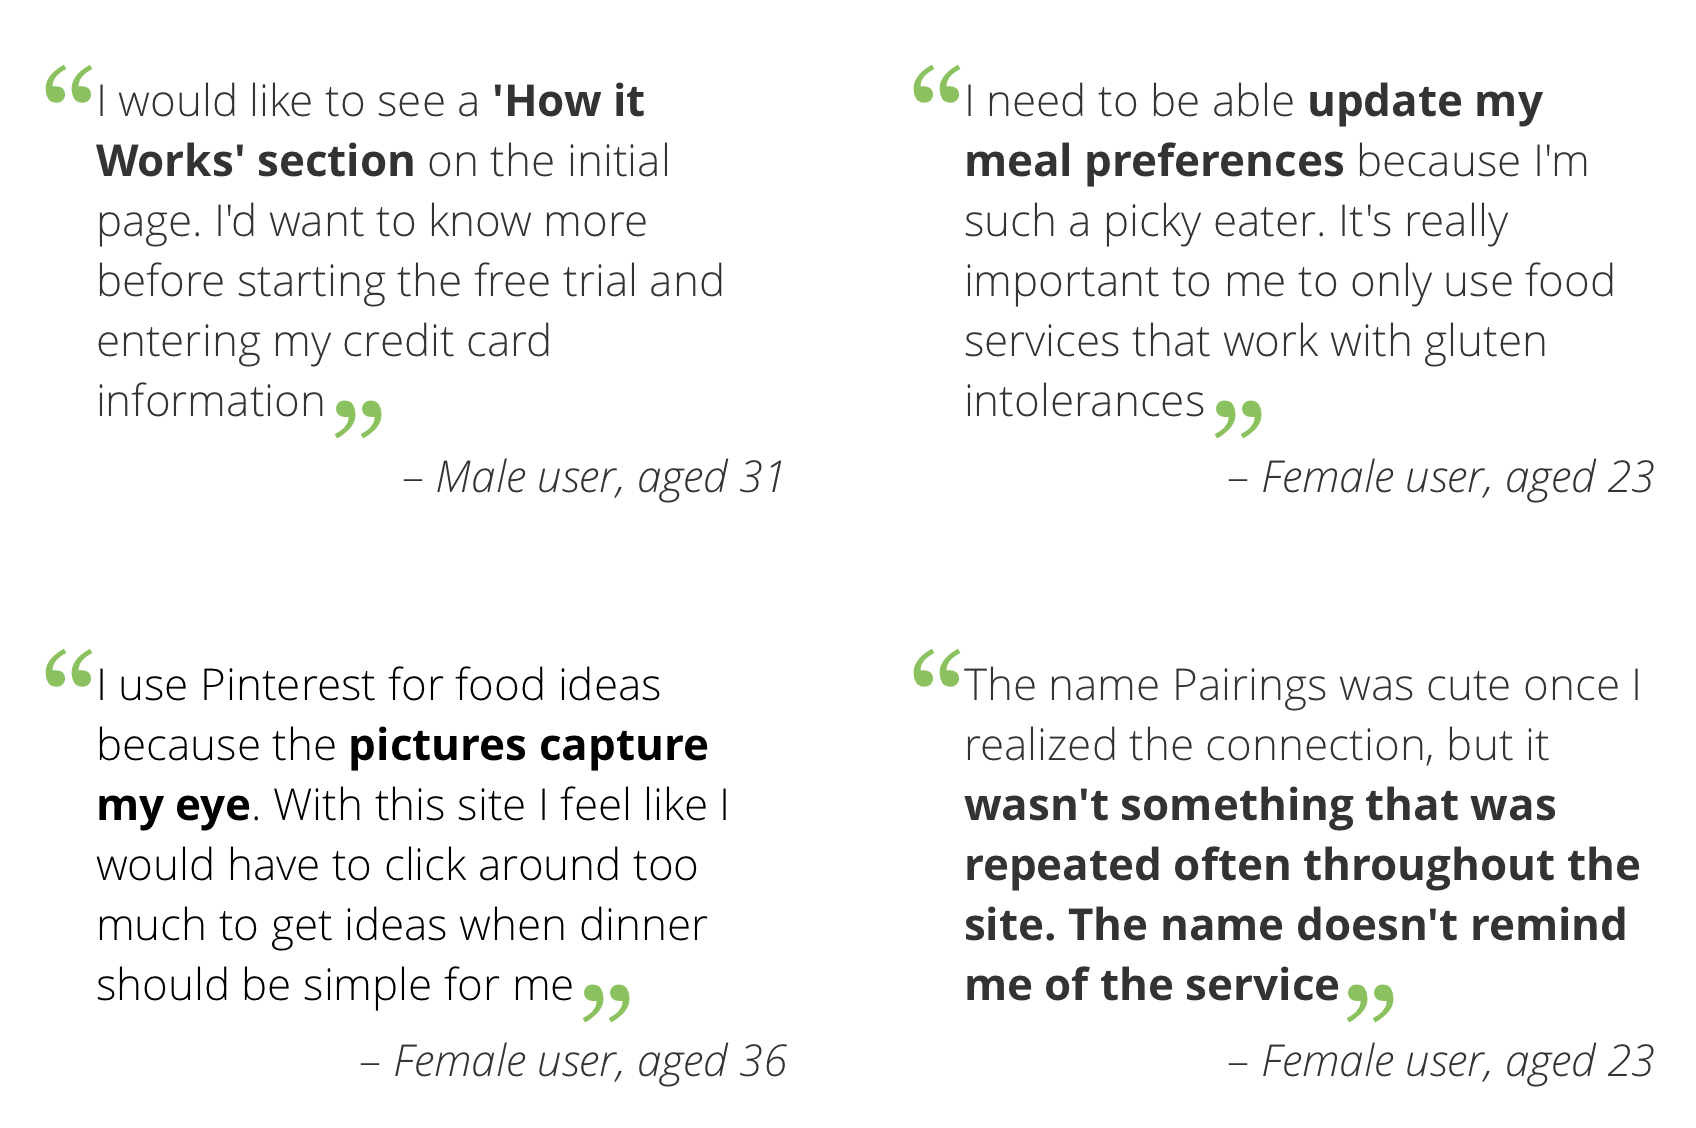 “I would like to see a 'How it
Works' section on the initial
page. I'd want to know more
before starting the free trial and
entering my credit card
information”
– Male user, aged 31
“I need to be able update my
meal preferences because I'm
such a picky eater. It's really
important to me to only use food
services that work with gluten
intolerances”
– Female user, aged 23
“I use Pinterest for food ideas
because the pictures capture
my eye. With this site I feel like I
would have to click around too
much to get ideas when dinner
should be simple for me”
– Female user, aged 36
“The name Pairings was cute once I
realized the connection, but it
wasn't something that was
repeated often throughout the
site. The name doesn't remind
me of the service”
– Female user, aged 23